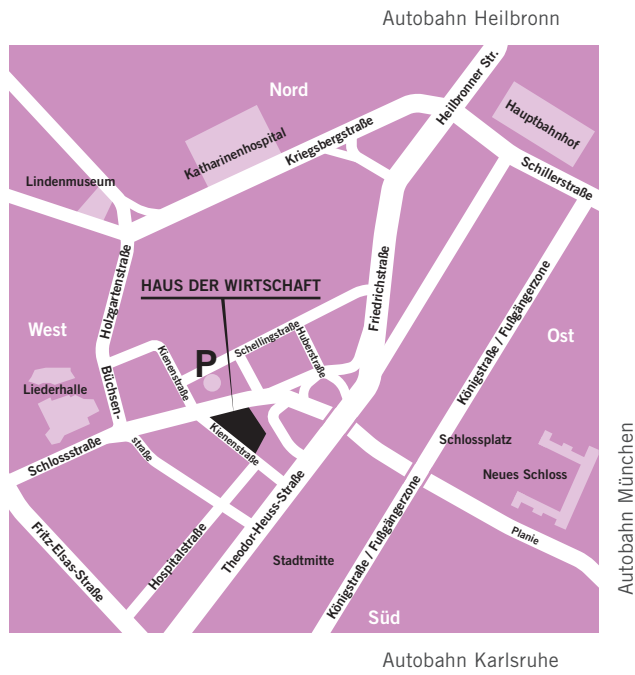 Autobahn Heilbronn
Nord
Heilbronner Str.
Hauptbahnhof
Katharinenhospital
Kriegsbergstraße
Lindenmuseum
Schillerstraße
Holzgartenstraße
HAUS DER WIRTSCHAFT
Friedrichstraße
Königstraße / Fußgängerzone
West
Ost
Schellingstraße
Huberstraße
Kienenstraße
P
Liederhalle
Büchsen-
straße
Kienenstraße
Schlossstraße
Schlossplatz
Neues Schloss
Autobahn München
Fritz-Elsas-Straße
Hospitalstraße
Theodor-Heuss-Straße
Stadtmitte
Königstraße / Fußgängerzone
Planie
Süd
Autobahn Karlsruhe